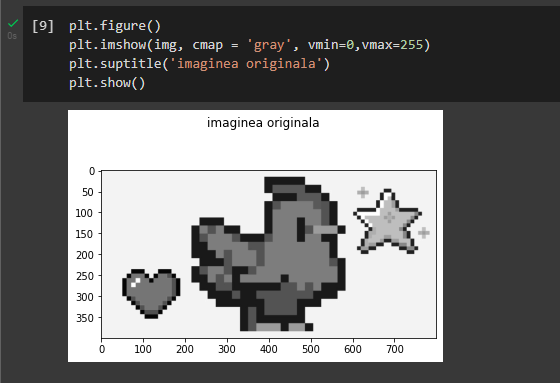 [9] plt.figure()
plt.imshow(img, cmap = 'gray', vmin=0,vmax=255)
plt.suptitle('imaginea originala')
plt.show()
0s
imaginea originala
0
50
100
150
200
250
300
350
0 100 200 300 400 500 600 700